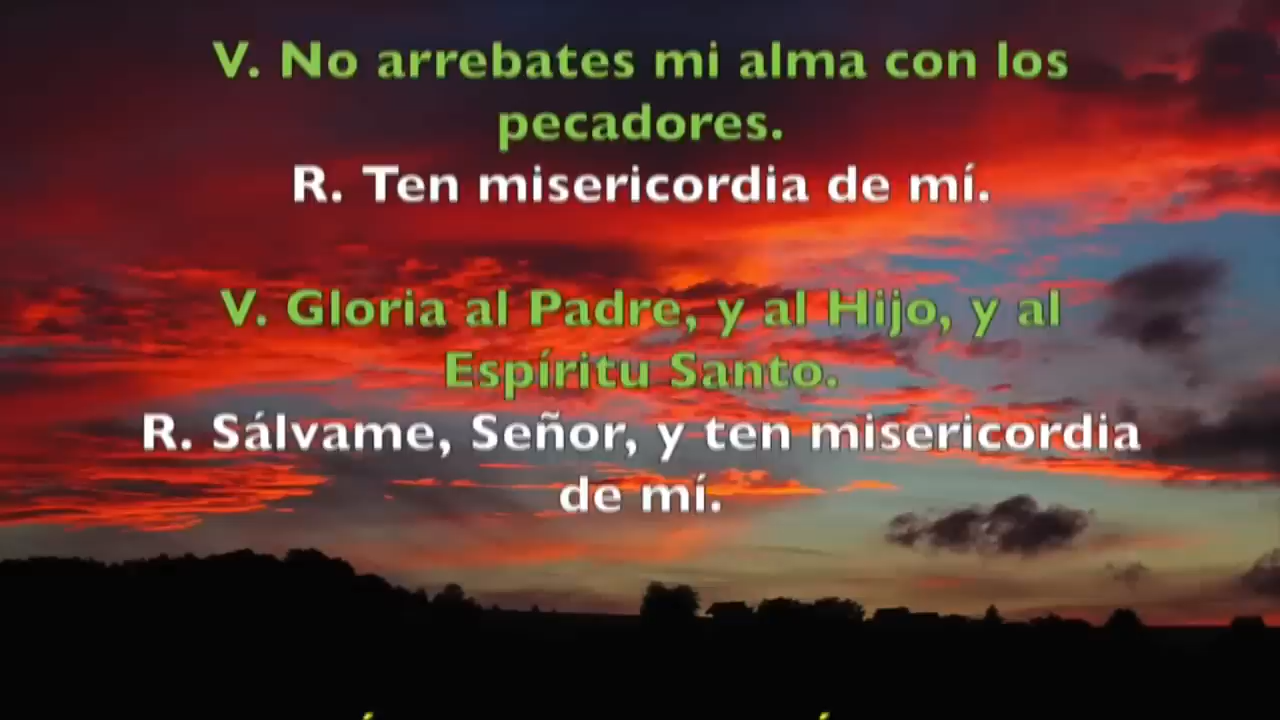 V. No arrebates mi alma con los
pecadores.
R. Ten misericordia de mí.
V. Gloria al Padre, y al Hijo, y al
Espíritu Santo.
R. Sálvame, Señor, y ten misericordia
de mí.